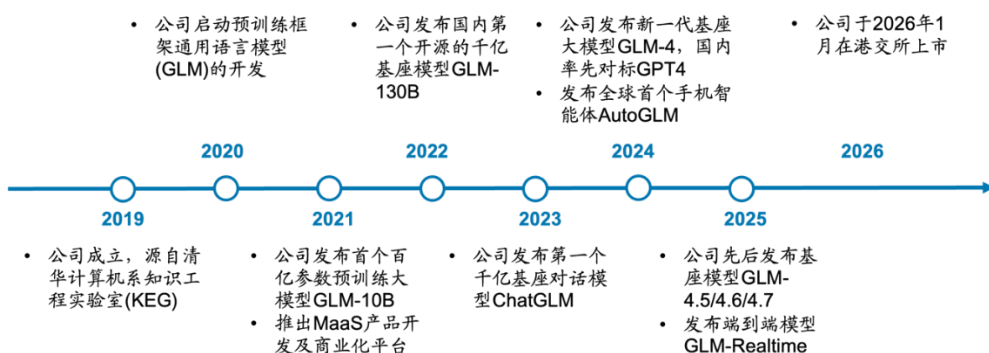 • 公司启动预训练框
架通用语言模型
(GLM)的开发
• 公司发布国内第
一个开源的千亿
基座模型GLM-
130B
• 公司发布新一代基座
大模型GLM-4，国内
率先对标GPT4
• 发布全球首个手机智
能体AutoGLM
• 公司于2026年1
月在港交所上市
2020
2022
2024
2026
2019
2021
2023
2025
• 公司成立，源自清
华计算机系知识工
程实验室(KEG)
• 公司发布首个百
亿参数预训练大
模型GLM-10B
• 推出MaaS产品开
发及商业化平台
• 公司发布第一个
千亿基座对话模
型ChatGLM
• 公司先后发布基
座模型GLM-
4.5/4.6/4.7
• 发布端到端模型
GLM-Realtime